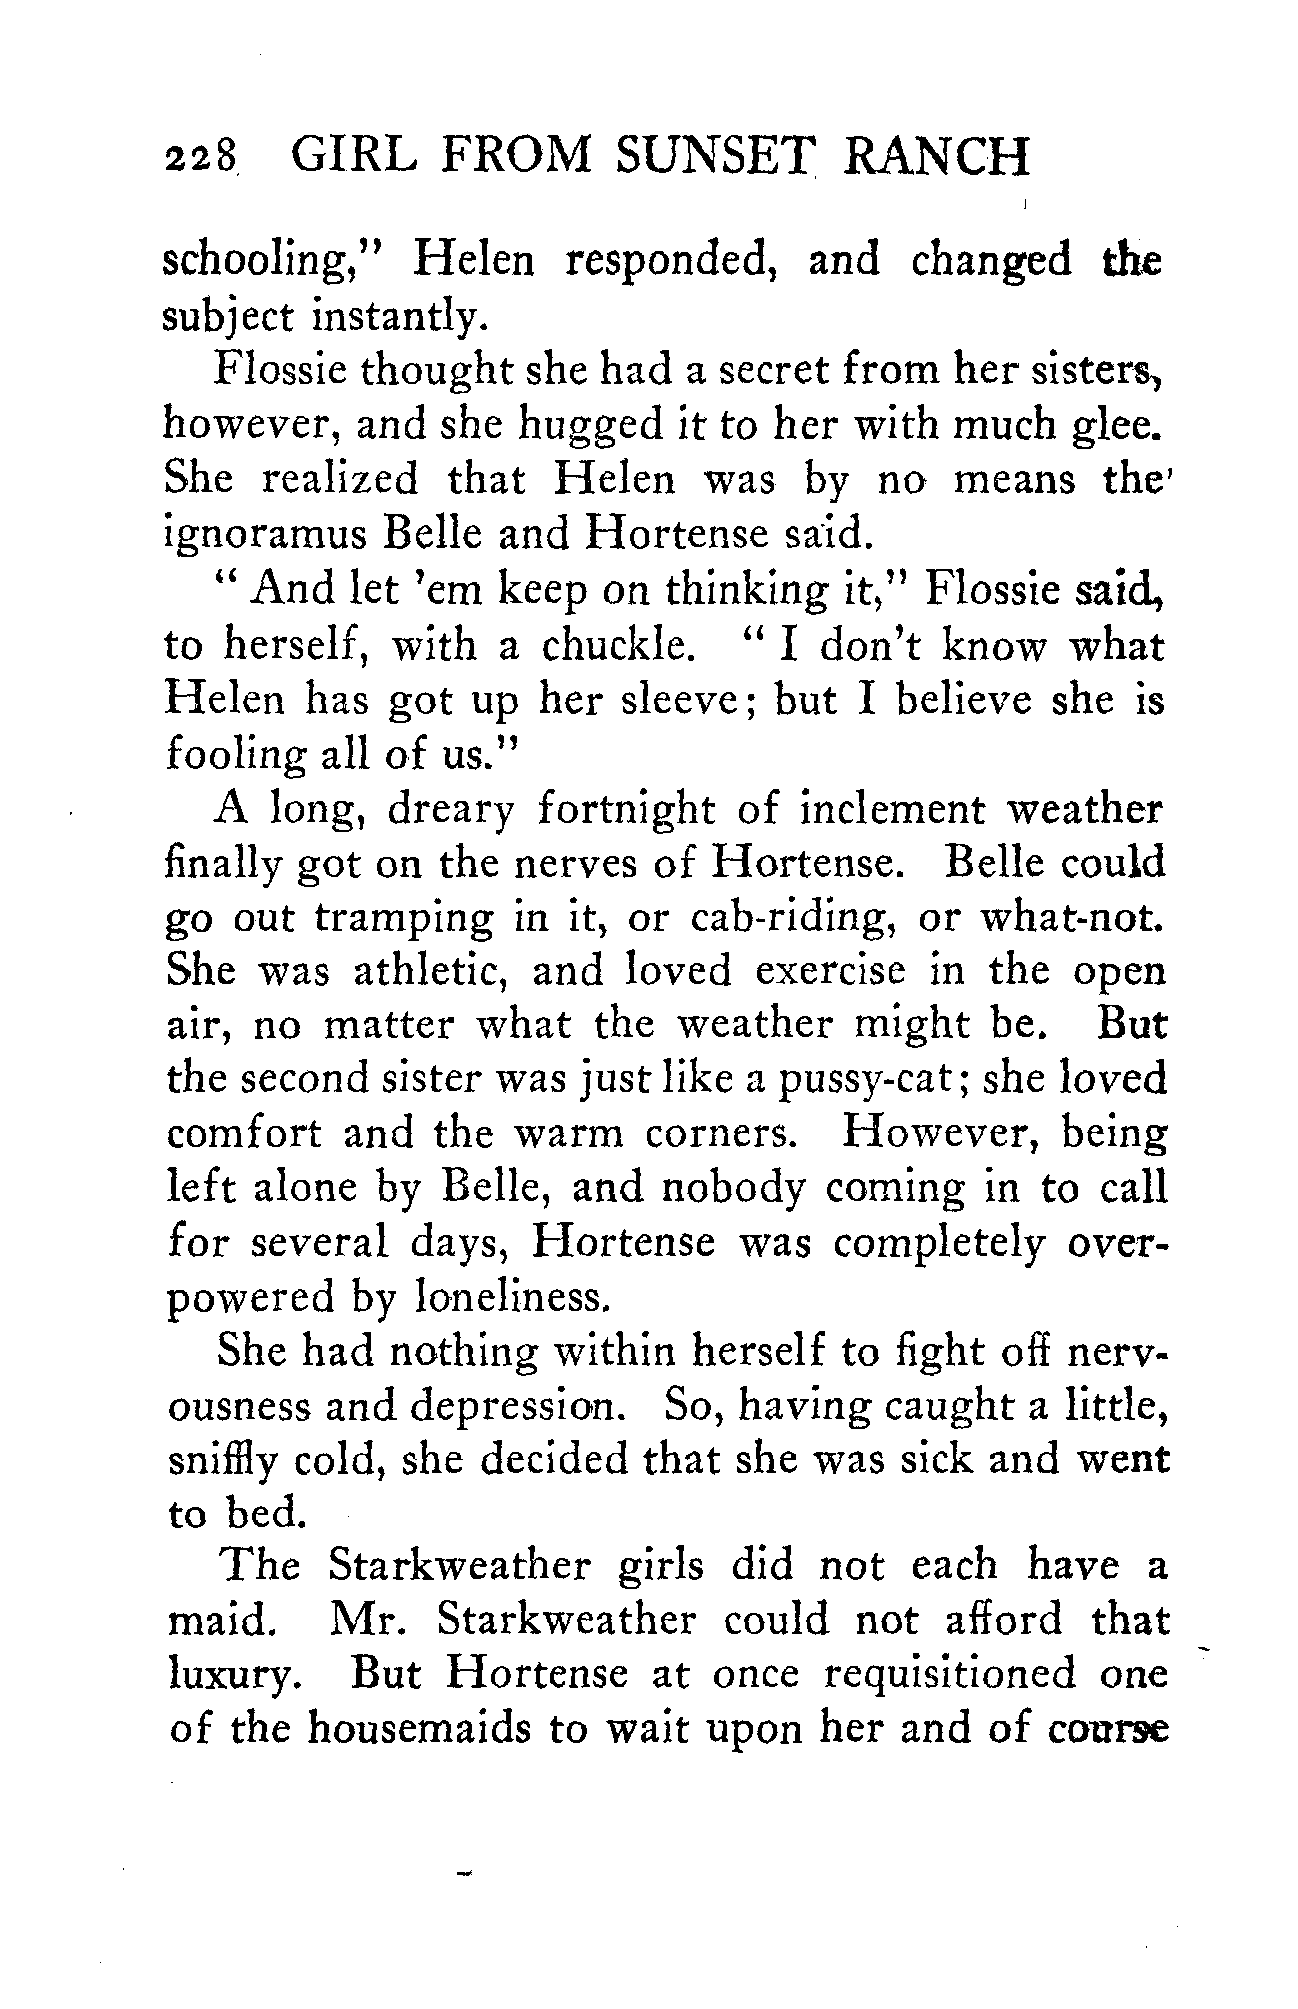 228 GIRL FROM SUNSET RANCH
schooling," Helen responded, and changed the
subject instantly.
Flossie thought she had a secret from her sisters,
however, and she hugged it to her with much glee.
She realized that Helen was by no means the
ignoramus Belle and Hortense said.
" And let 'em keep on thinking it," Flossie said,
to herself, with a chuckle. " I don't know what
Helen has got up her sleeve; but I believe she is
fooling all of us."
A long, dreary fortnight of inclement weather
finally got on the nerves of Hortense. Belle could
go out tramping in it, or cab-riding, or what-not.
She was athletic, and loved exercise in the open
air, no matter what the weather might be. But
the second sister was just like a pussy-cat; she loved
comfort and the warm corners. However, being
left alone by Belle, and nobody coming in to call
for several days, Hortense was completely over-
powered by loneliness.
She had nothing within herself to fight off nerv-
ousness and depression. So, having caught a little,
sniffly cold, she decided that she was sick and went
to bed.
The Starkweather girls did not each have a
maid. Mr. Starkweather could not afford that
luxury. But Hortense at once requisitioned one
of the housemaids to wait upon her and of course